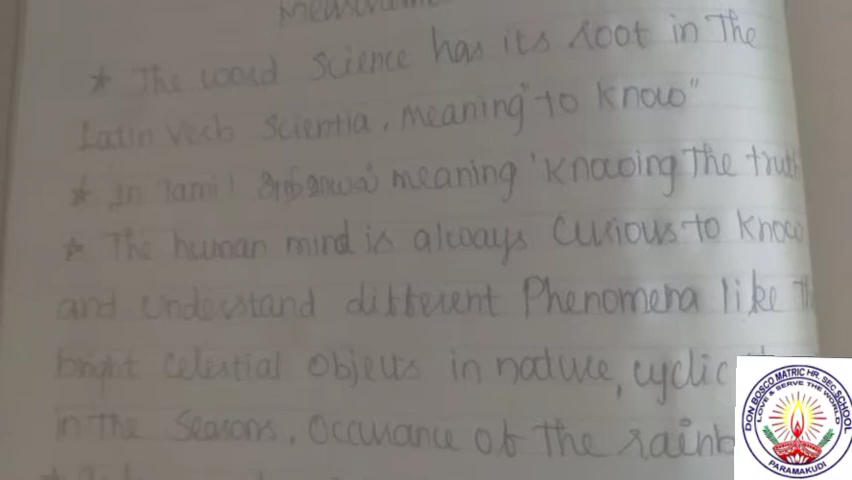 Measureme
* The word science has its root in The
Latin Verb Scientia, meaning "to know"
* In Tamil அறிவியல் meaning 'Knowing The truth
* The human mind is always Curious to know
and understand different Phenomena like Th
bright Celestial Objects in nature, cyclic
in The Seasons, Occurance of The rainb
DON BOSCO MATRIC HR. SEC SCHOOL
LOVE & SERVE THE WORLD
PARAMAKUDI